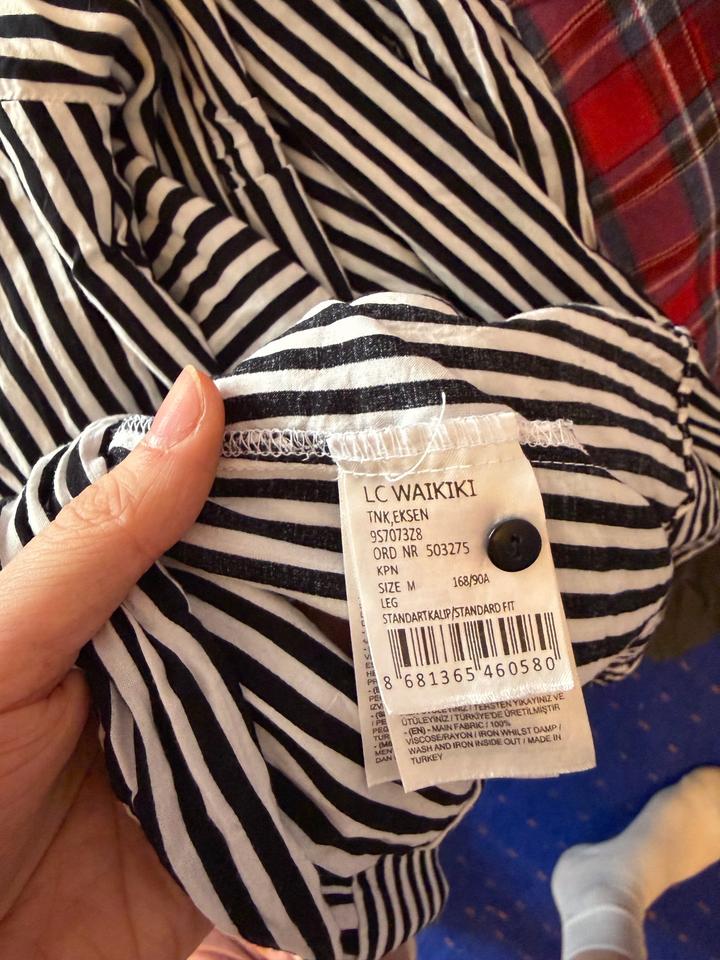 LC WAIKIKI
TNK,EKSEN
9S7073Z8
ORD NR 503275
KPN
SIZE M 168/90A
LEG
STANDARTKALIP/STANDARD FIT
8 681365 460580
ÜTÜLEYİNİZ / TERSTEN YIKAYINIZ VE
ÜTÜLEYİNİZ / TÜRKİYE'DE ÜRETİLMİŞTİR
- (EN) - MAIN FABRIC / 100%
VISCOSE/RAYON / IRON WHILST DAMP /
WASH AND IRON INSIDE OUT / MADE IN
TURKEY